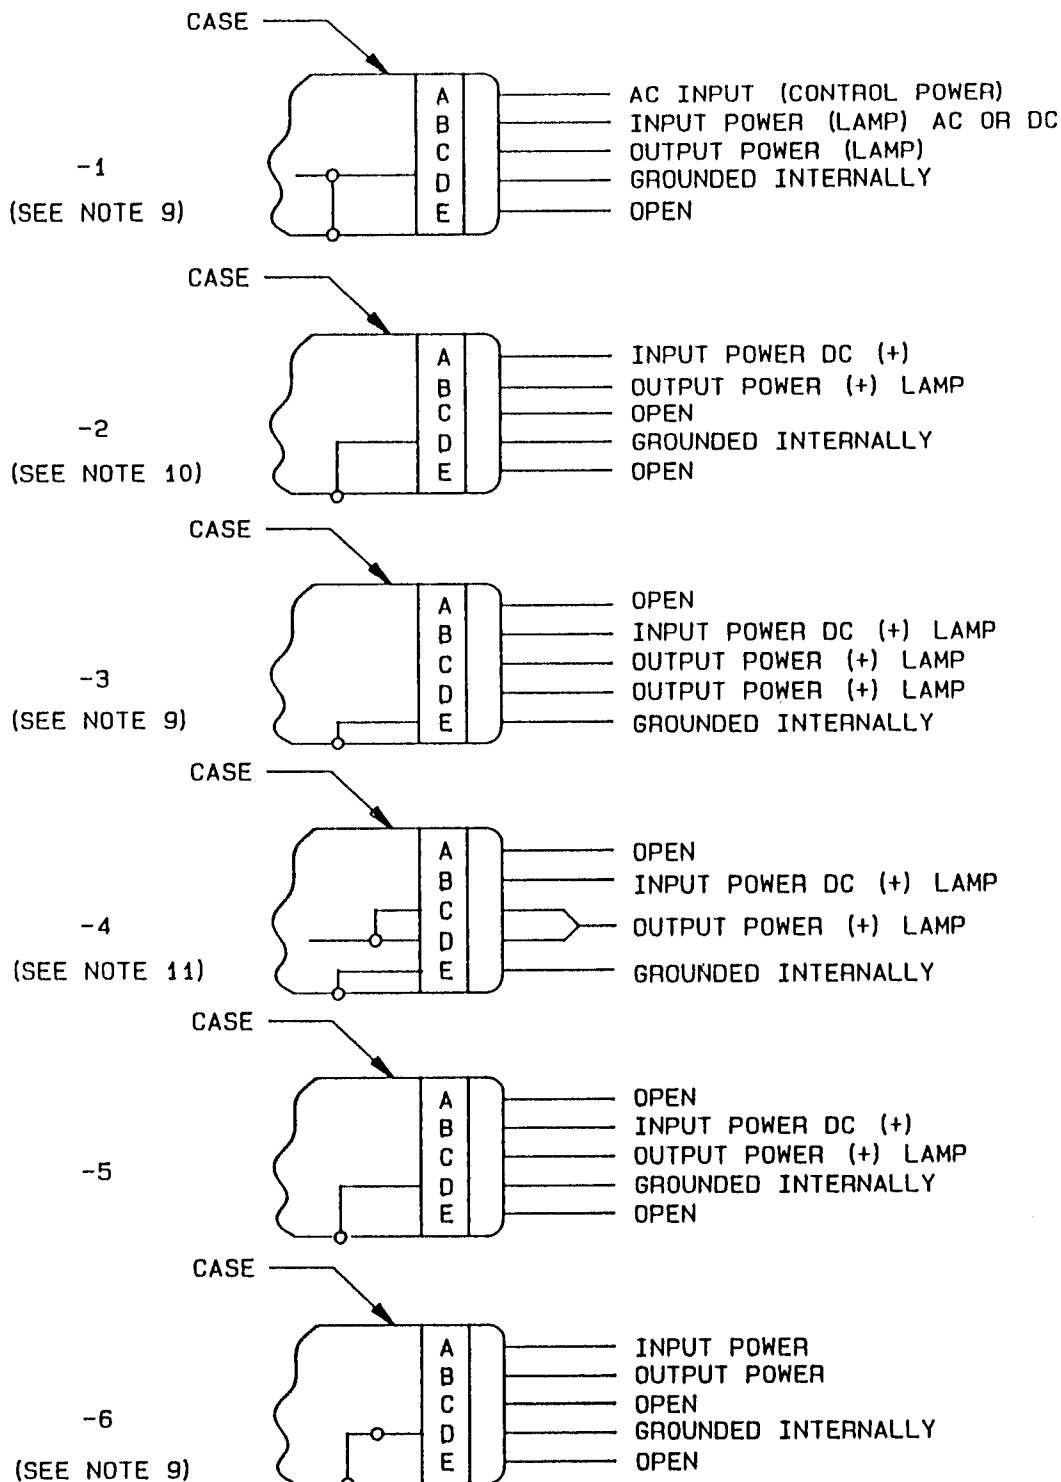 CASE
A AC INPUT (CONTROL POWER)
B INPUT POWER (LAMP) AC OR DC
C OUTPUT POWER (LAMP)
-1
D GROUNDED INTERNALLY
(SEE NOTE 9)
E OPEN
CASE
A INPUT POWER DC (+)
B OUTPUT POWER (+) LAMP
C OPEN
-2
D GROUNDED INTERNALLY
(SEE NOTE 10)
E OPEN
CASE
A OPEN
B INPUT POWER DC (+) LAMP
C OUTPUT POWER (+) LAMP
-3
D OUTPUT POWER (+) LAMP
(SEE NOTE 9)
E GROUNDED INTERNALLY
CASE
A OPEN
B INPUT POWER DC (+) LAMP
C
-4
OUTPUT POWER (+) LAMP
D
(SEE NOTE 11)
E GROUNDED INTERNALLY
CASE
A OPEN
B INPUT POWER DC (+)
C OUTPUT POWER (+) LAMP
-5
D GROUNDED INTERNALLY
E OPEN
CASE
A INPUT POWER
B OUTPUT POWER
C OPEN
-6
D GROUNDED INTERNALLY
E OPEN
(SEE NOTE 9)